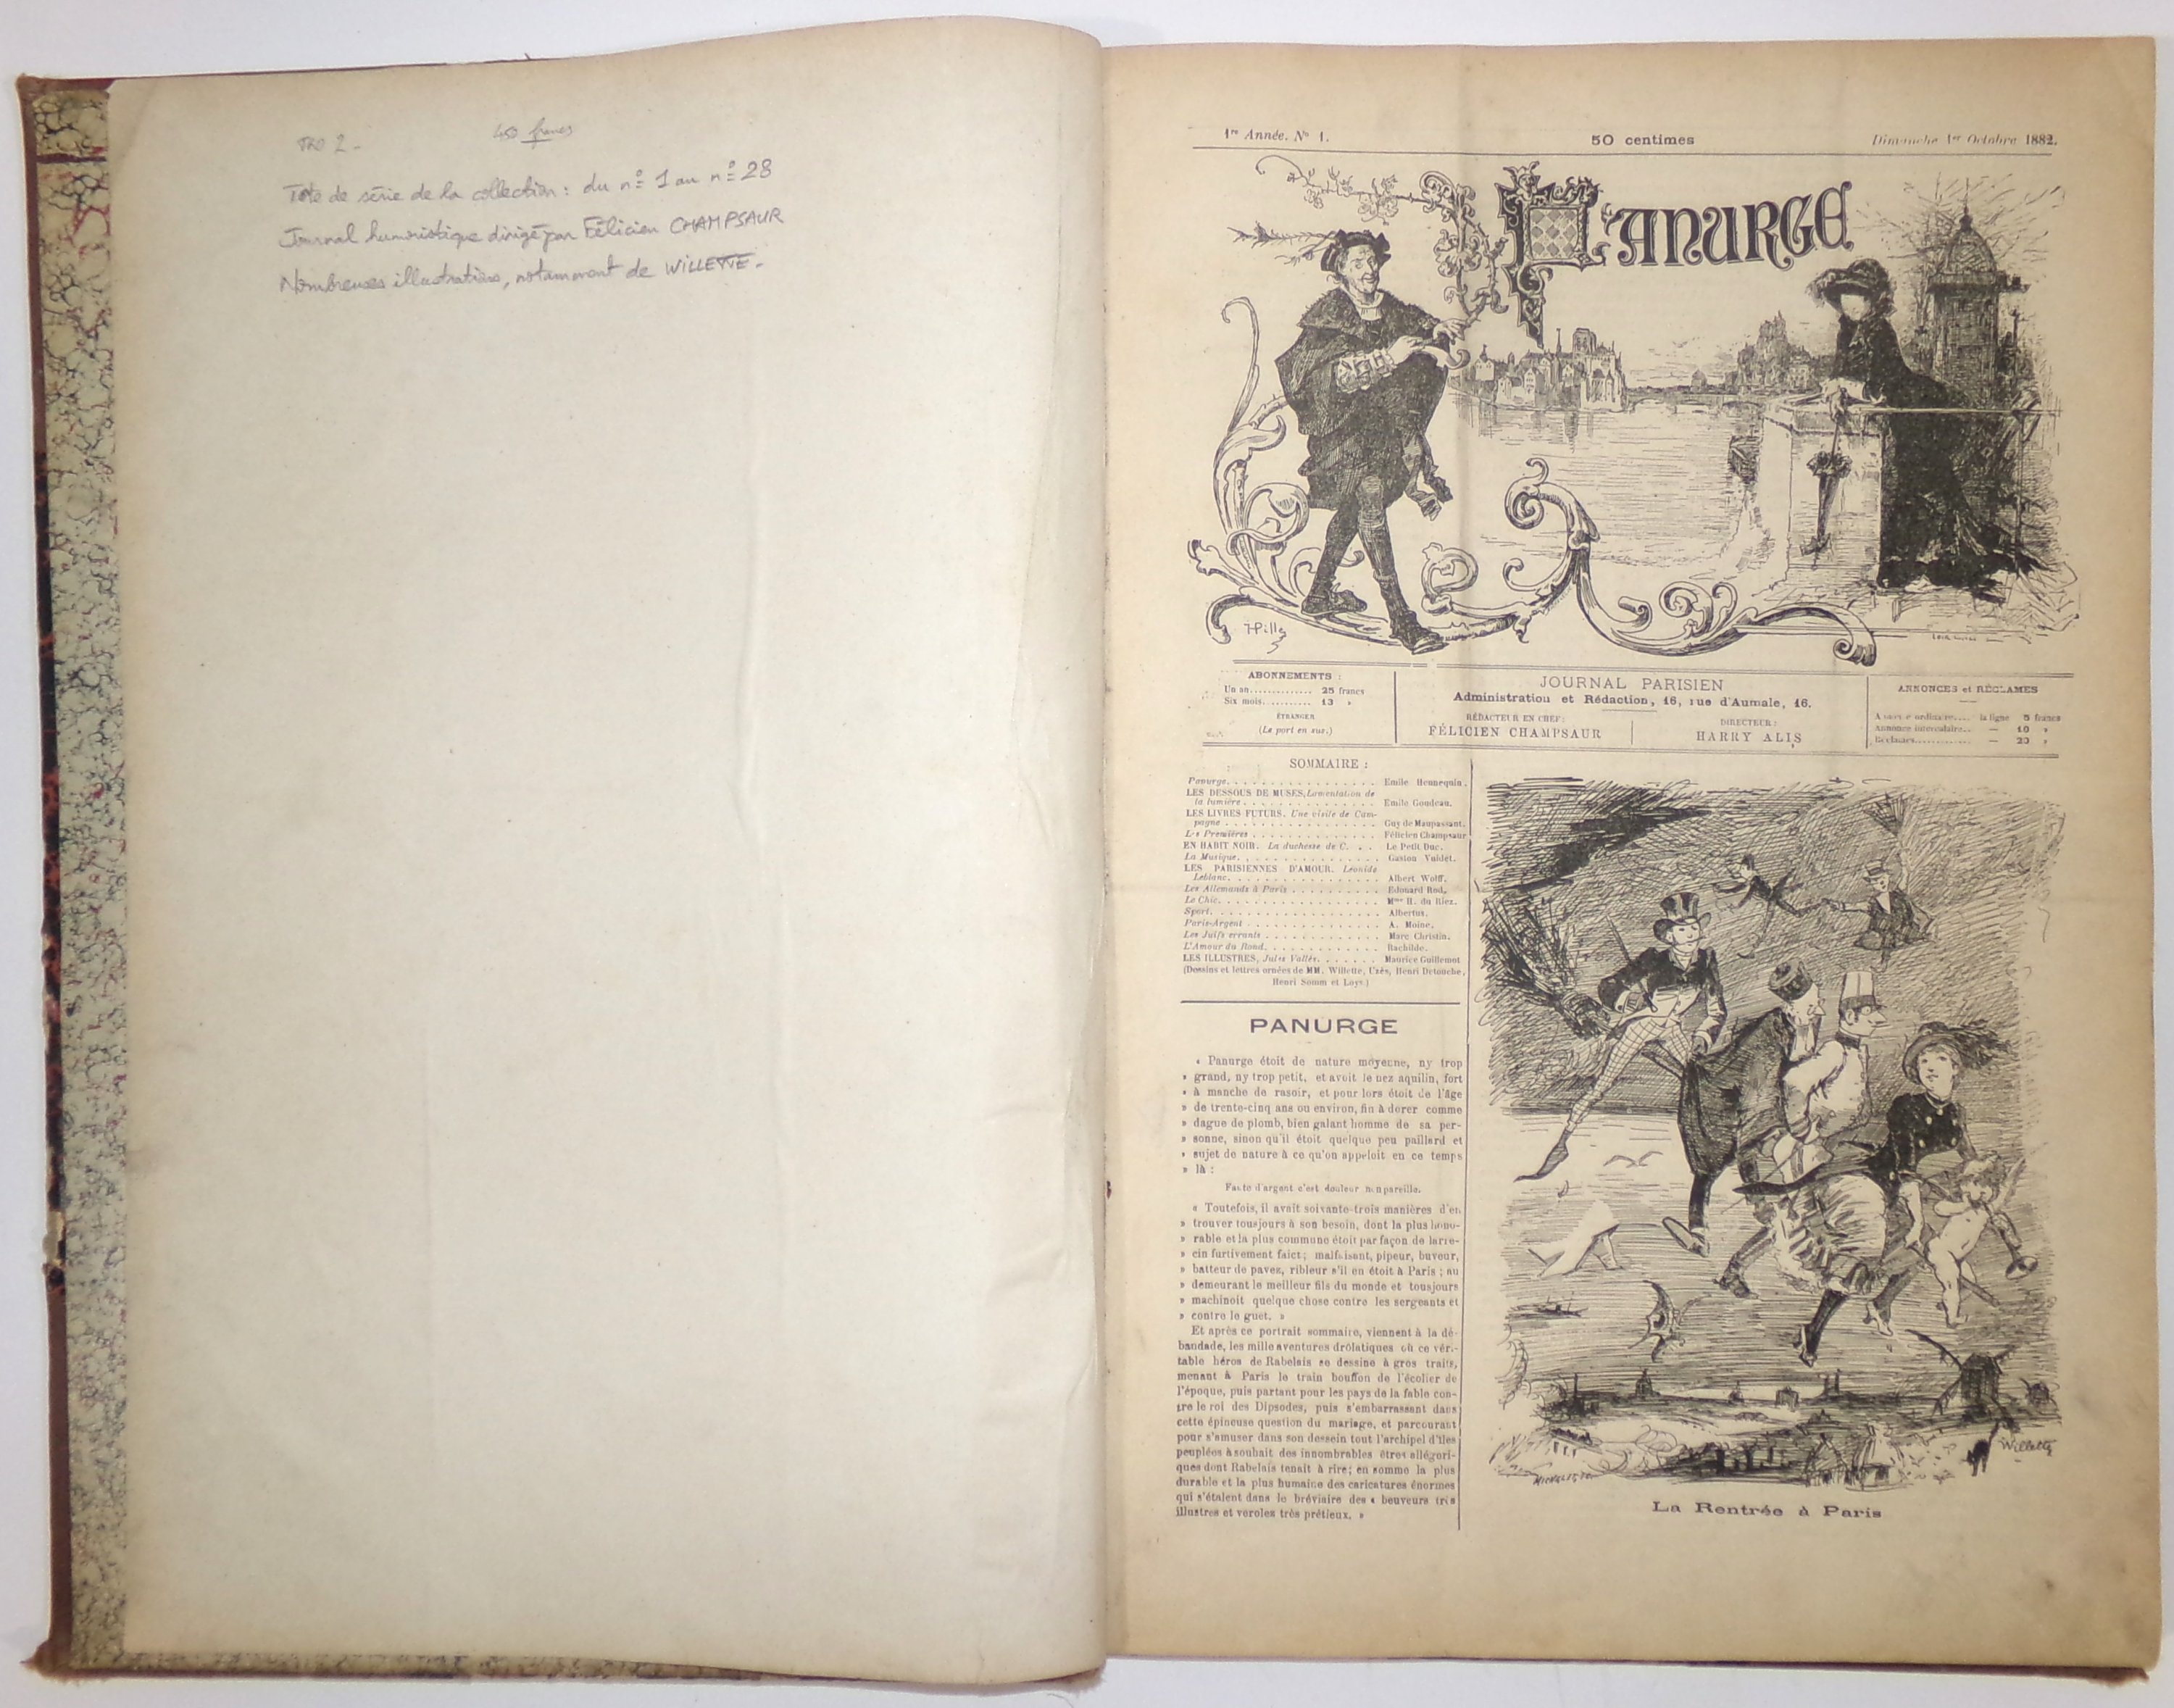 450 francs
Tête de série de la collection : du nº 1 au nº 28
Journal humoristique dirigé par Félicien CHAMPSAUR
Nombreuses illustrations, notamment de WILLETTE.
1re Année. No 1.
50 centimes
Dimanche 1er Octobre 1882.
PANURGE
ABONNEMENTS :
Un an.............. 25 francs
Six mois........... 13 »
ÉTRANGER
(Le port en sus.)
JOURNAL PARISIEN
Administration et Rédaction, 16, rue d'Aumale, 16.
RÉDACTEUR EN CHEF:
FÉLICIEN CHAMPSAUR
DIRECTEUR :
HARRY ALIS
ANNONCES et RÉCLAMES
Annonce ordinaire.... la ligne 5 francs
Annonce intercalaire.. — 10 »
Réclames............ — 20 »
SOMMAIRE :
Panurge. . . . . . . . . . . . . . . . Emile Hennequin.
LES DESSOUS DE MUSES, Lamentation de
la lumière . . . . . . . . . . . . . . Emile Goudeau.
LES LIVRES FUTURS. Une visite de Cam-
pagne . . . . . . . . . . . . . . . . Guy de Maupassant.
Les Premières . . . . . . . . . . . . Félicien Champsaur
EN HABIT NOIR. La duchesse de C. . . Le Petit Duc.
La Musique. . . . . . . . . . . . . . Gaston Vuidet.
LES PARISIENNES D'AMOUR. Léonide
Leblanc. . . . . . . . . . . . . . . . Albert Wolff.
Les Allemands à Paris . . . . . . . . Edouard Rod.
Le Chic. . . . . . . . . . . . . . . . Mme H. du Riez.
Sport. . . . . . . . . . . . . . . . . Albertus.
Paris-Argent . . . . . . . . . . . . . A. Moine.
Les Juifs errants . . . . . . . . . . Marc Christin.
L'Amour du Rond. . . . . . . . . . . Rachilde.
LES ILLUSTRES, Jules Vallès. . . . . . Maurice Guillemot
(Dessins et lettres ornées de MM. Willette, Uzès, Henri Detouche,
Henri Somm et Loys.)
PANURGE
« Panurge étoit de nature moyenne, ny trop
» grand, ny trop petit, et avoit le nez aquilin, fort
» à manche de rasoir, et pour lors étoit de l'âge
» de trente-cinq ans ou environ, fin à dorer comme
» dague de plomb, bien galant homme de sa per-
» sonne, sinon qu'il étoit quelque peu paillard et
» sujet de nature à ce qu'on appeloit en ce temps
» là :
Faute d'argent c'est douleur nonpareille.
« Toutefois, il avait soixante-trois manières d'en
» trouver tousjours à son besoin, dont la plus hono-
» rable et la plus commune étoit par façon de larre-
» cin furtivement faict ; malfaisant, pipeur, buveur,
» batteur de pavez, ribleur s'il en étoit à Paris ; au
» demeurant le meilleur fils du monde et tousjours
» machinoit quelque chose contre les sergeants et
» contre le guet. »
Et après ce portrait sommaire, viennent à la dé-
bandade, les mille aventures drôlatiques où ce véri-
table héros de Rabelais se dessine à gros traits,
menant à Paris le train bouffon de l'écolier de
l'époque, puis partant pour les pays de la fable con-
tre le roi des Dipsodes, puis s'embarrassant dans
cette épineuse question du mariage, et parcourant
pour s'amuser dans son dessein tout l'archipel d'îles
peuplées à souhait des innombrables êtres allégori-
ques dont Rabelais tenait à rire; en somme la plus
durable et la plus humaine des caricatures énormes
qui s'étalent dans le bréviaire des « beuveurs très
illustres et veroles très prétieux. »
Willette
La Rentrée à Paris